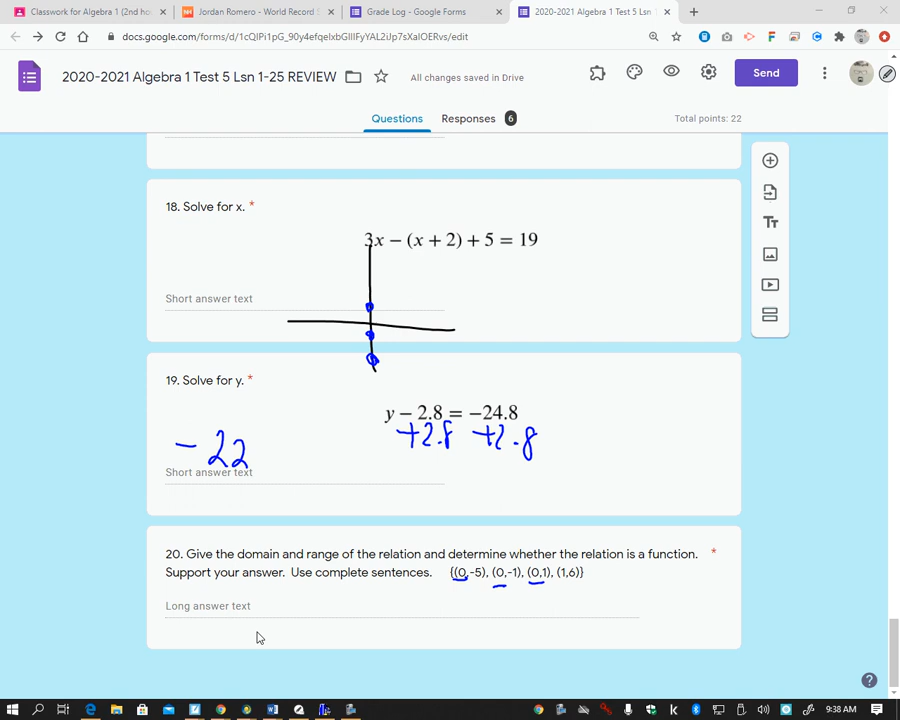 Classwork for Algebra 1 (2nd ho
Jordan Romero - World Record S
Grade Log - Google Forms
2020-2021 Algebra 1 Test 5 Lsn
docs.google.com/forms/d/
/edit
2020-2021 Algebra 1 Test 5 Lsn 1-25 REVIEW
All changes saved in Drive
Send
Questions
Responses 6
Total points: 22
18. Solve for x. *
3x − (x + 2) + 5 = 19
Short answer text
19. Solve for y. *
y − 2.8 = −24.8
+2.8 +2.8
- 22
Short answer text
20. Give the domain and range of the relation and determine whether the relation is a function. *
Support your answer. Use complete sentences. {(0,-5), (0,-1), (0,1), (1,6)}
Long answer text
9:38 AM